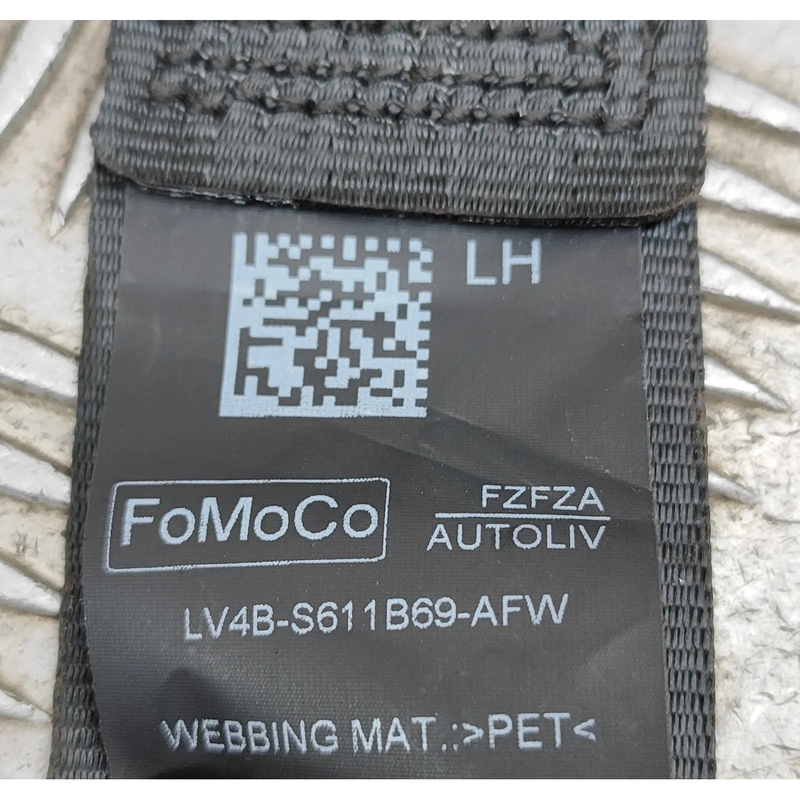 LH
FoMoCo
FZFZA
AUTOLIV
LV4B-S611B69-AFW
WEBBING MAT.:>PET<